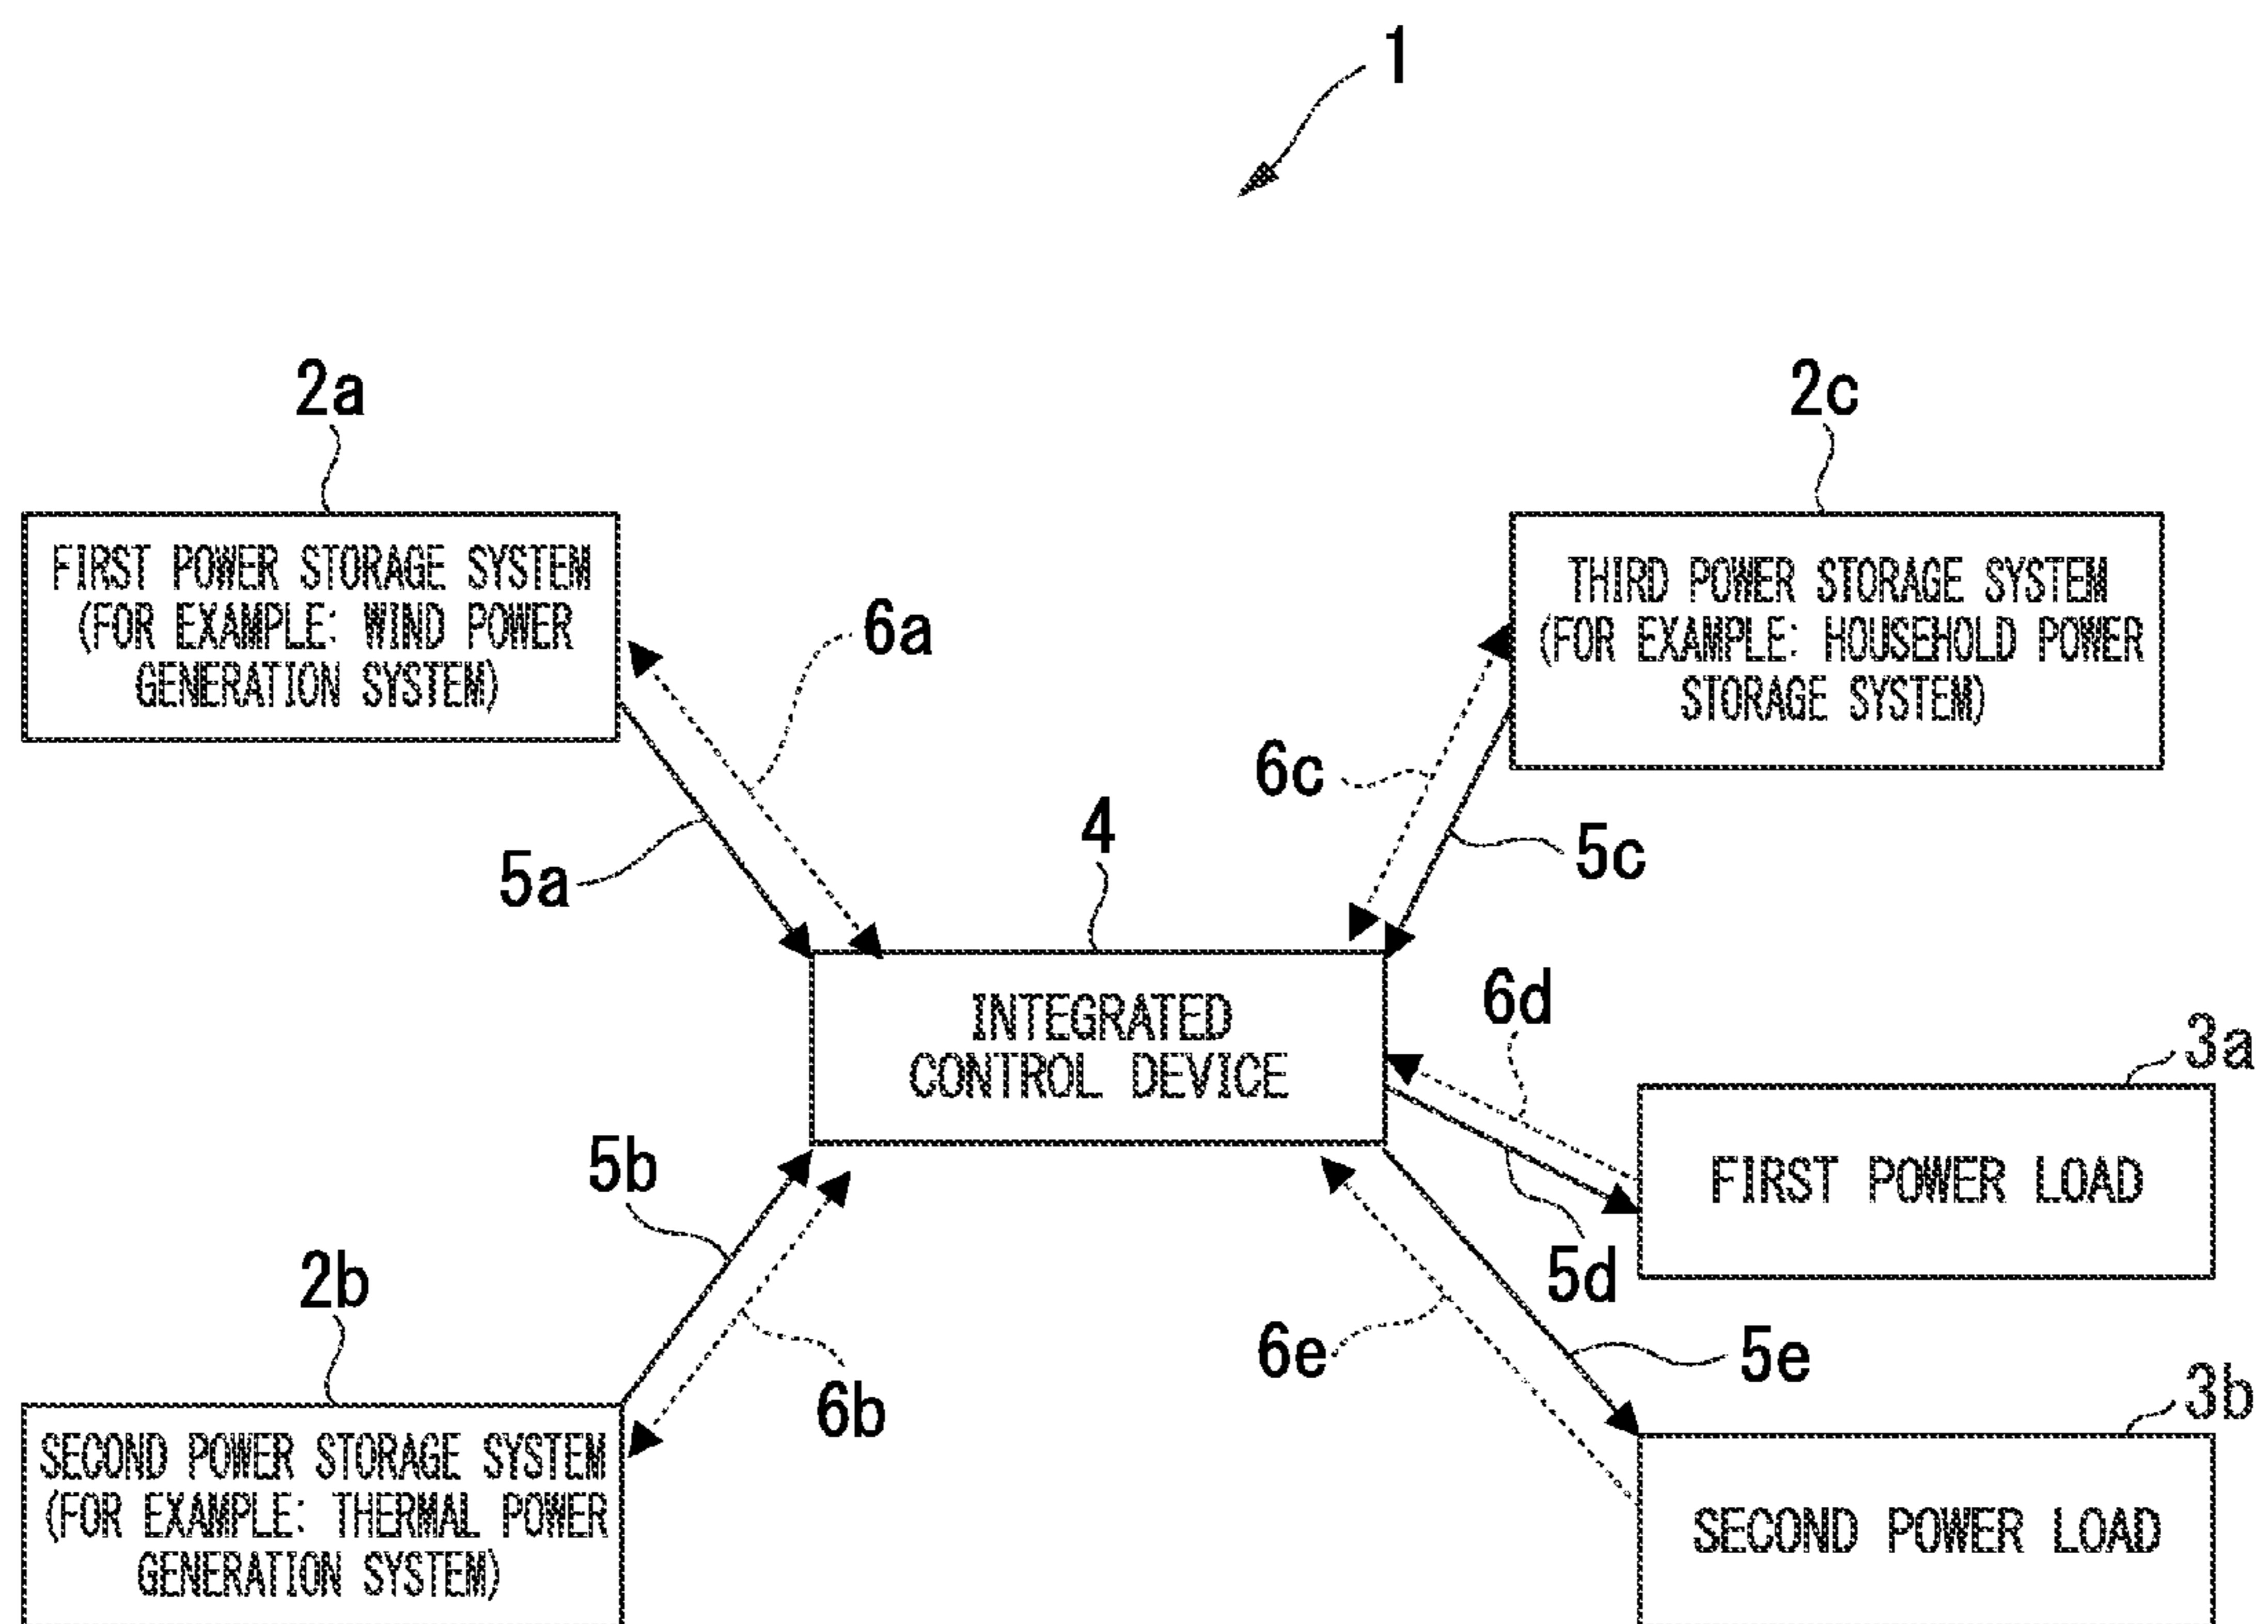 1
2a
2c
FIRST POWER STORAGE SYSTEM
(FOR EXAMPLE: WIND POWER
GENERATION SYSTEM)
THIRD POWER STORAGE SYSTEM
(FOR EXAMPLE: HOUSEHOLD POWER
STORAGE SYSTEM)
6a
6c
5a
4
5c
INTEGRATED
CONTROL DEVICE
6d
3a
FIRST POWER LOAD
5b
5d
2b
6b
6e
5e
3b
SECOND POWER STORAGE SYSTEM
(FOR EXAMPLE: THERMAL POWER
GENERATION SYSTEM)
SECOND POWER LOAD